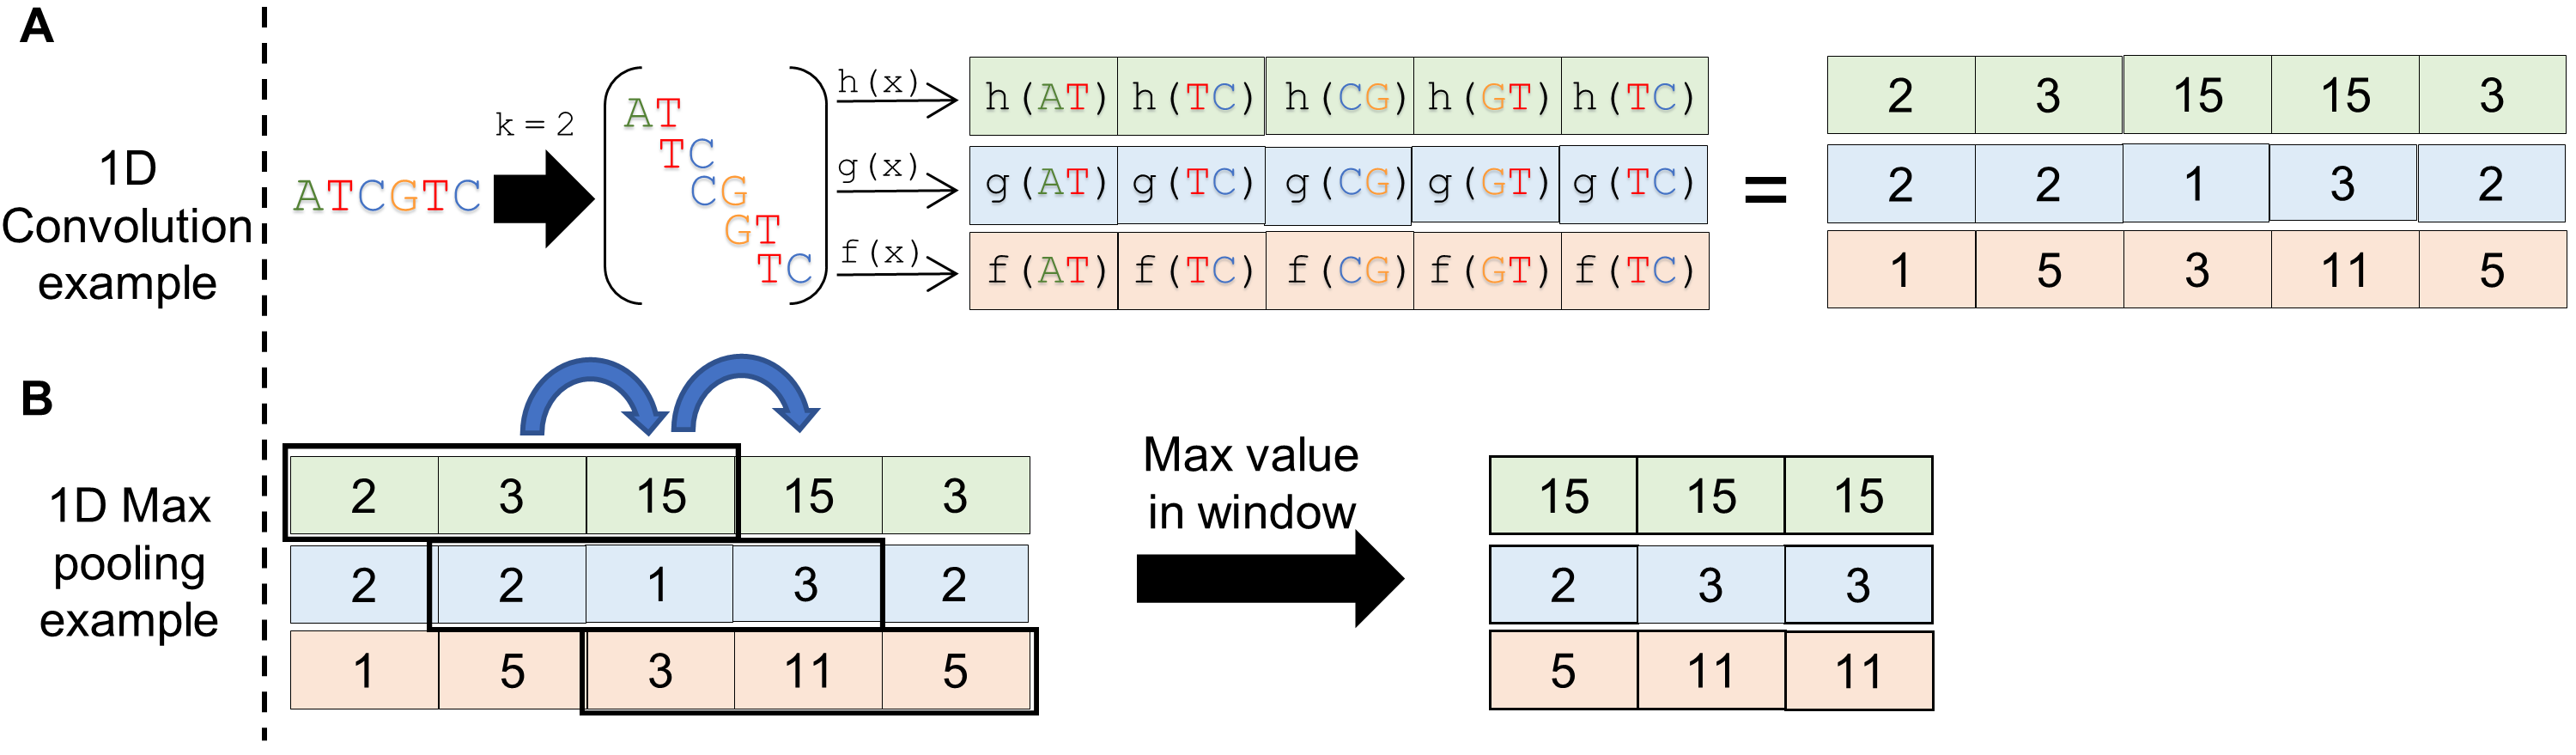 A
1D
Convolution
example
ATCGTC
k = 2
AT
TC
CG
GT
TC
h(x)
g(x)
f(x)
h(AT) h(TC) h(CG) h(GT) h(TC)
g(AT) g(TC) g(CG) g(GT) g(TC)
f(AT) f(TC) f(CG) f(GT) f(TC)
=
2 3 15 15 3
2 2 1 3 2
1 5 3 11 5
B
1D Max
pooling
example
2 3 15 15 3
2 2 1 3 2
1 5 3 11 5
Max value
in window
15 15 15
2 3 3
5 11 11